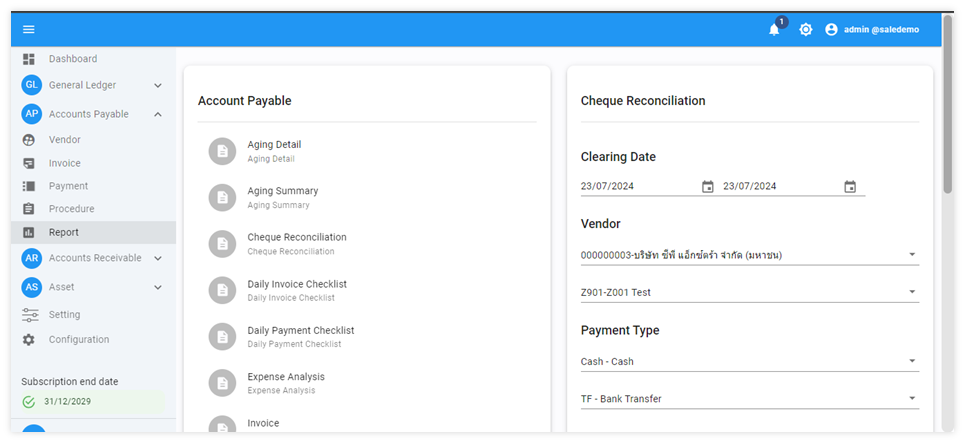 1
admin @saledemo
Dashboard
GL General Ledger
AP Accounts Payable
Vendor
Invoice
Payment
Procedure
Report
AR Accounts Receivable
AS Asset
Setting
Configuration
Subscription end date
31/12/2029
Account Payable
Aging Detail
Aging Detail
Aging Summary
Aging Summary
Cheque Reconciliation
Cheque Reconciliation
Daily Invoice Checklist
Daily Invoice Checklist
Daily Payment Checklist
Daily Payment Checklist
Expense Analysis
Expense Analysis
Invoice
Cheque Reconciliation
Clearing Date
23/07/2024 23/07/2024
Vendor
000000003-บริษัท ซีพี แอ็กซ์ตร้า จำกัด (มหาชน)
Z901-Z001 Test
Payment Type
Cash - Cash
TF - Bank Transfer